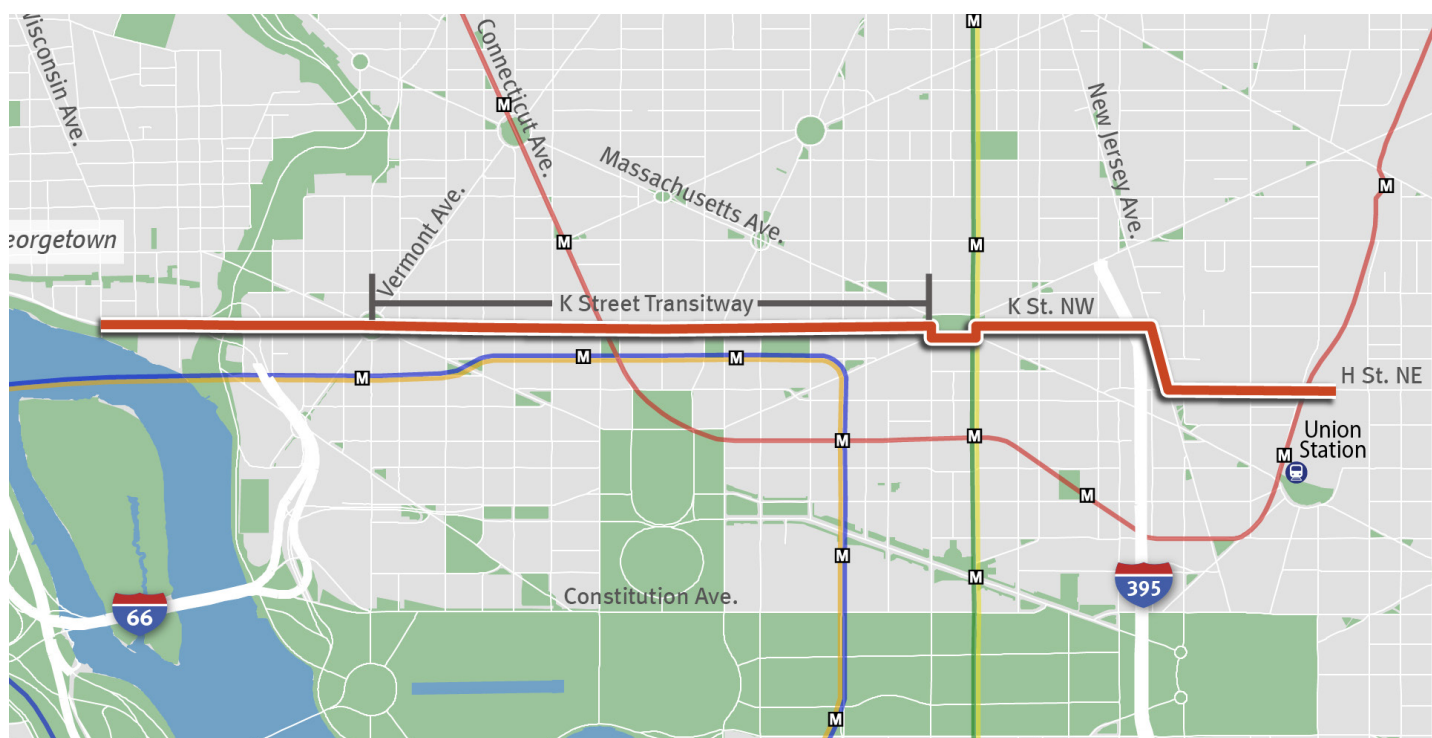 Wisconsin Ave.
Connecticut Ave.
M
M
New Jersey Ave.
Massachusetts Ave.
M
eorgetown
Vermont Ave.
M
M
K Street Transitway
K St. NW
M
M
M
H St. NE
Union
Station
M
M
M
M
M
M
Constitution Ave.
66
395
M